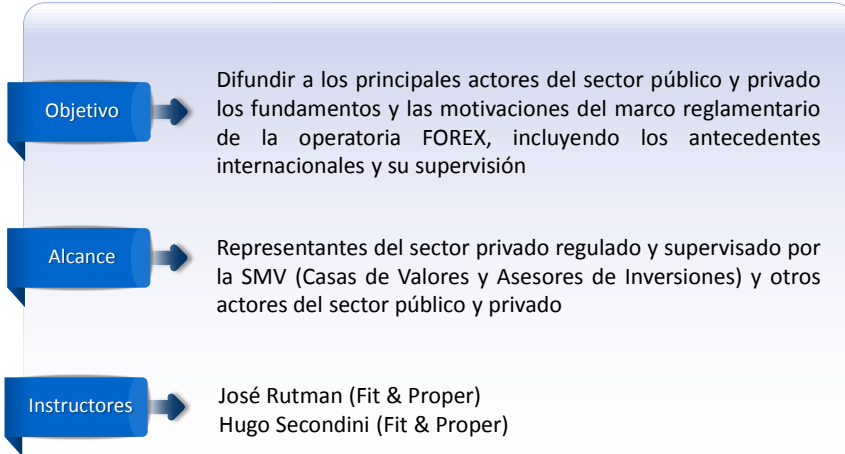 Objetivo
Difundir a los principales actores del sector público y privado
los fundamentos y las motivaciones del marco reglamentario
de la operatoria FOREX, incluyendo los antecedentes
internacionales y su supervisión
Alcance
Representantes del sector privado regulado y supervisado por
la SMV (Casas de Valores y Asesores de Inversiones) y otros
actores del sector público y privado
Instructores
José Rutman (Fit & Proper)
Hugo Secondini (Fit & Proper)